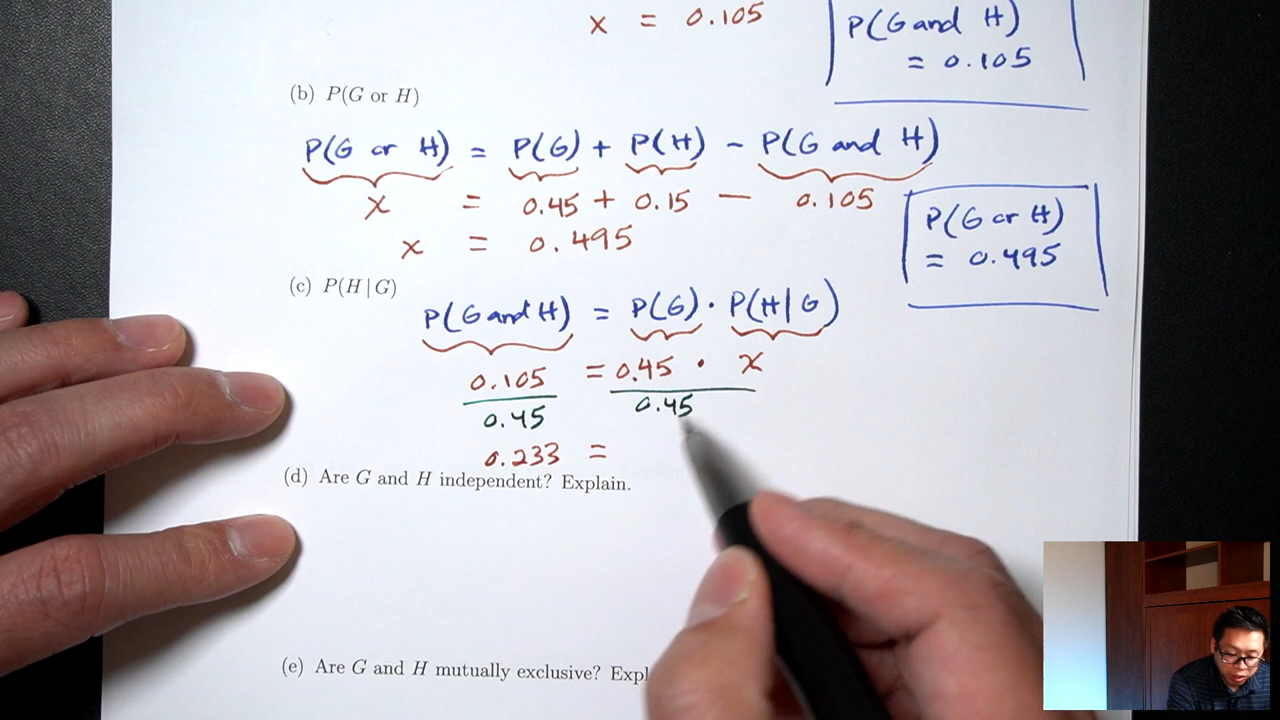 x = 0.105
P(G and H)
= 0.105
(b) P(G or H)
P(G or H) = P(G) + P(H) - P(G and H)
x = 0.45 + 0.15 - 0.105
x = 0.495
P(G or H)
= 0.495
(c) P(H | G)
P(G and H) = P(G) · P(H | G)
0.105 = 0.45 · x
0.45 0.45
0.233 =
(d) Are G and H independent? Explain.
(e) Are G and H mutually exclusive? Expl